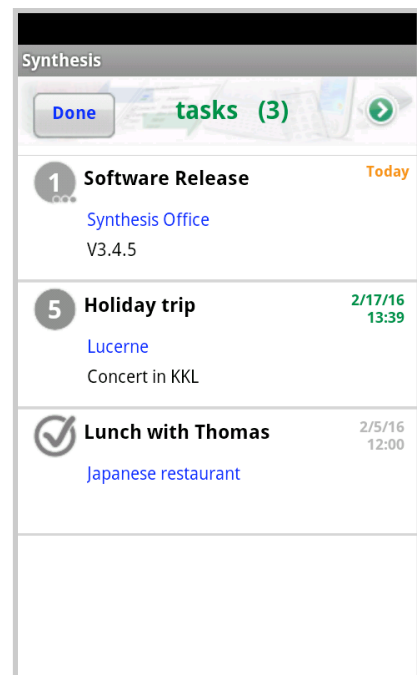 Synthesis
Done tasks (3)
1 Software Release Today
Synthesis Office
V3.4.5
5 Holiday trip 2/17/16
13:39
Lucerne
Concert in KKL
Lunch with Thomas 2/5/16
12:00
Japanese restaurant